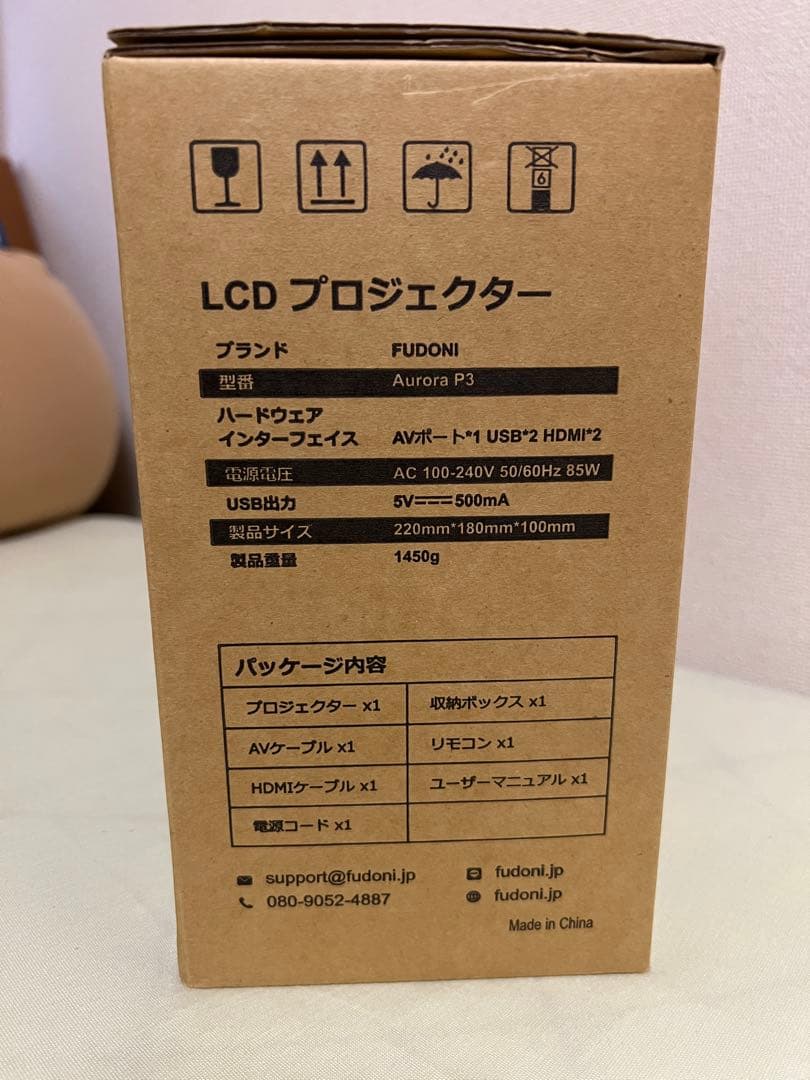 6
LCD プロジェクター
ブランド FUDONI
型番 Aurora P3
ハードウェア
インターフェイス AVポート*1 USB*2 HDMI*2
電源電圧 AC 100-240V 50/60Hz 85W
USB出力 5V⎓500mA
製品サイズ 220mm*180mm*100mm
製品重量 1450g
パッケージ内容
プロジェクター x1 収納ボックス x1
AVケーブル x1 リモコン x1
HDMIケーブル x1 ユーザーマニュアル x1
電源コード x1
support@fudoni.jp fudoni.jp
080-9052-4887 fudoni.jp
Made in China